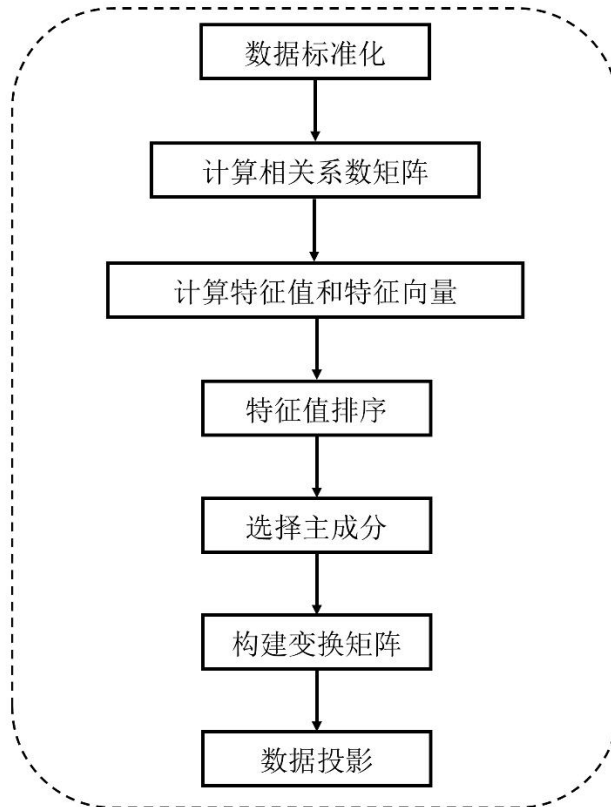 数据标准化
计算相关系数矩阵
计算特征值和特征向量
特征值排序
选择主成分
构建变换矩阵
数据投影